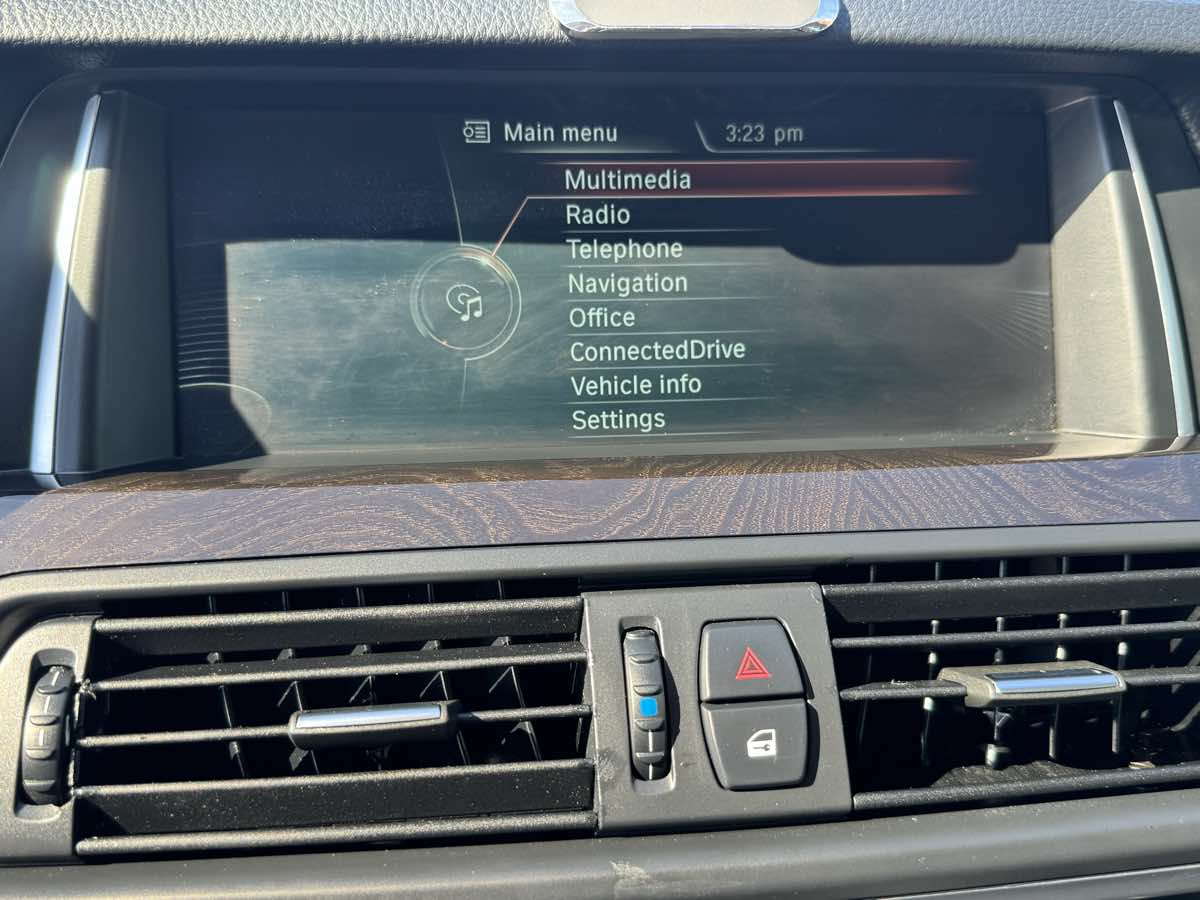 Main menu 3:23 pm
Multimedia
Radio
Telephone
Navigation
Office
ConnectedDrive
Vehicle info
Settings